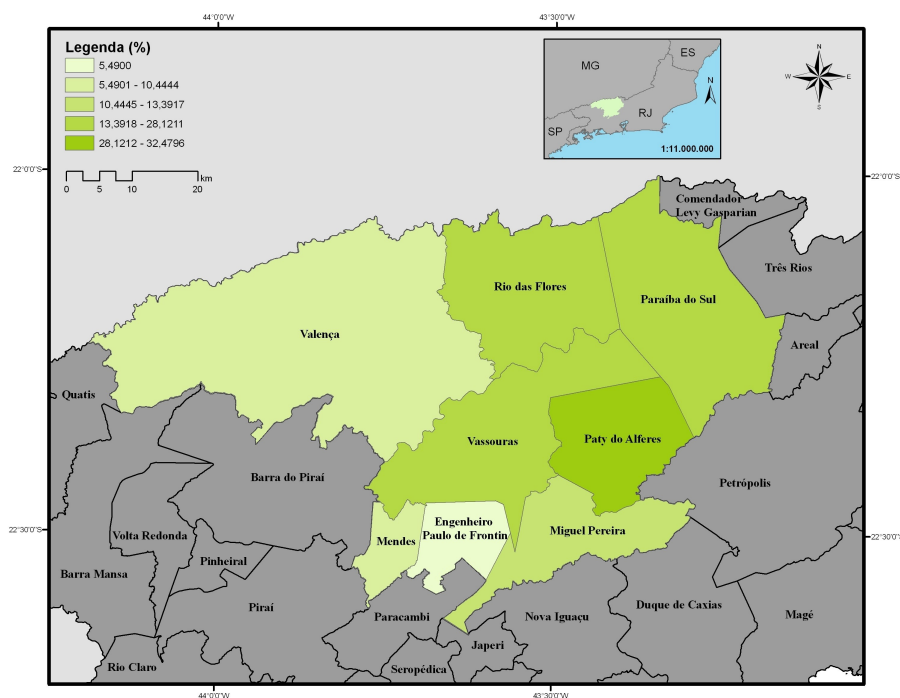 44°0'0"W
43°30'0"W
Legenda (%)
5,4900
5,4901 - 10,4444
10,4445 - 13,3917
13,3918 - 28,1211
28,1212 - 32,4796
0 5 10 20 km
MG
ES
N
SP
RJ
1:11.000.000
N
W E
S
22°0'0"S
22°0'0"S
Comendador
Levy Gasparian
Três Rios
Rio das Flores
Paraíba do Sul
Valença
Areal
Quatis
Vassouras
Paty do Alferes
Barra do Piraí
Petrópolis
22°30'0"S
22°30'0"S
Engenheiro
Paulo de Frontin
Miguel Pereira
Volta Redonda
Mendes
Pinheiral
Barra Mansa
Piraí
Paracambi
Nova Iguaçu
Duque de Caxias
Magé
Japeri
Rio Claro
Seropédica
44°0'0"W
43°30'0"W